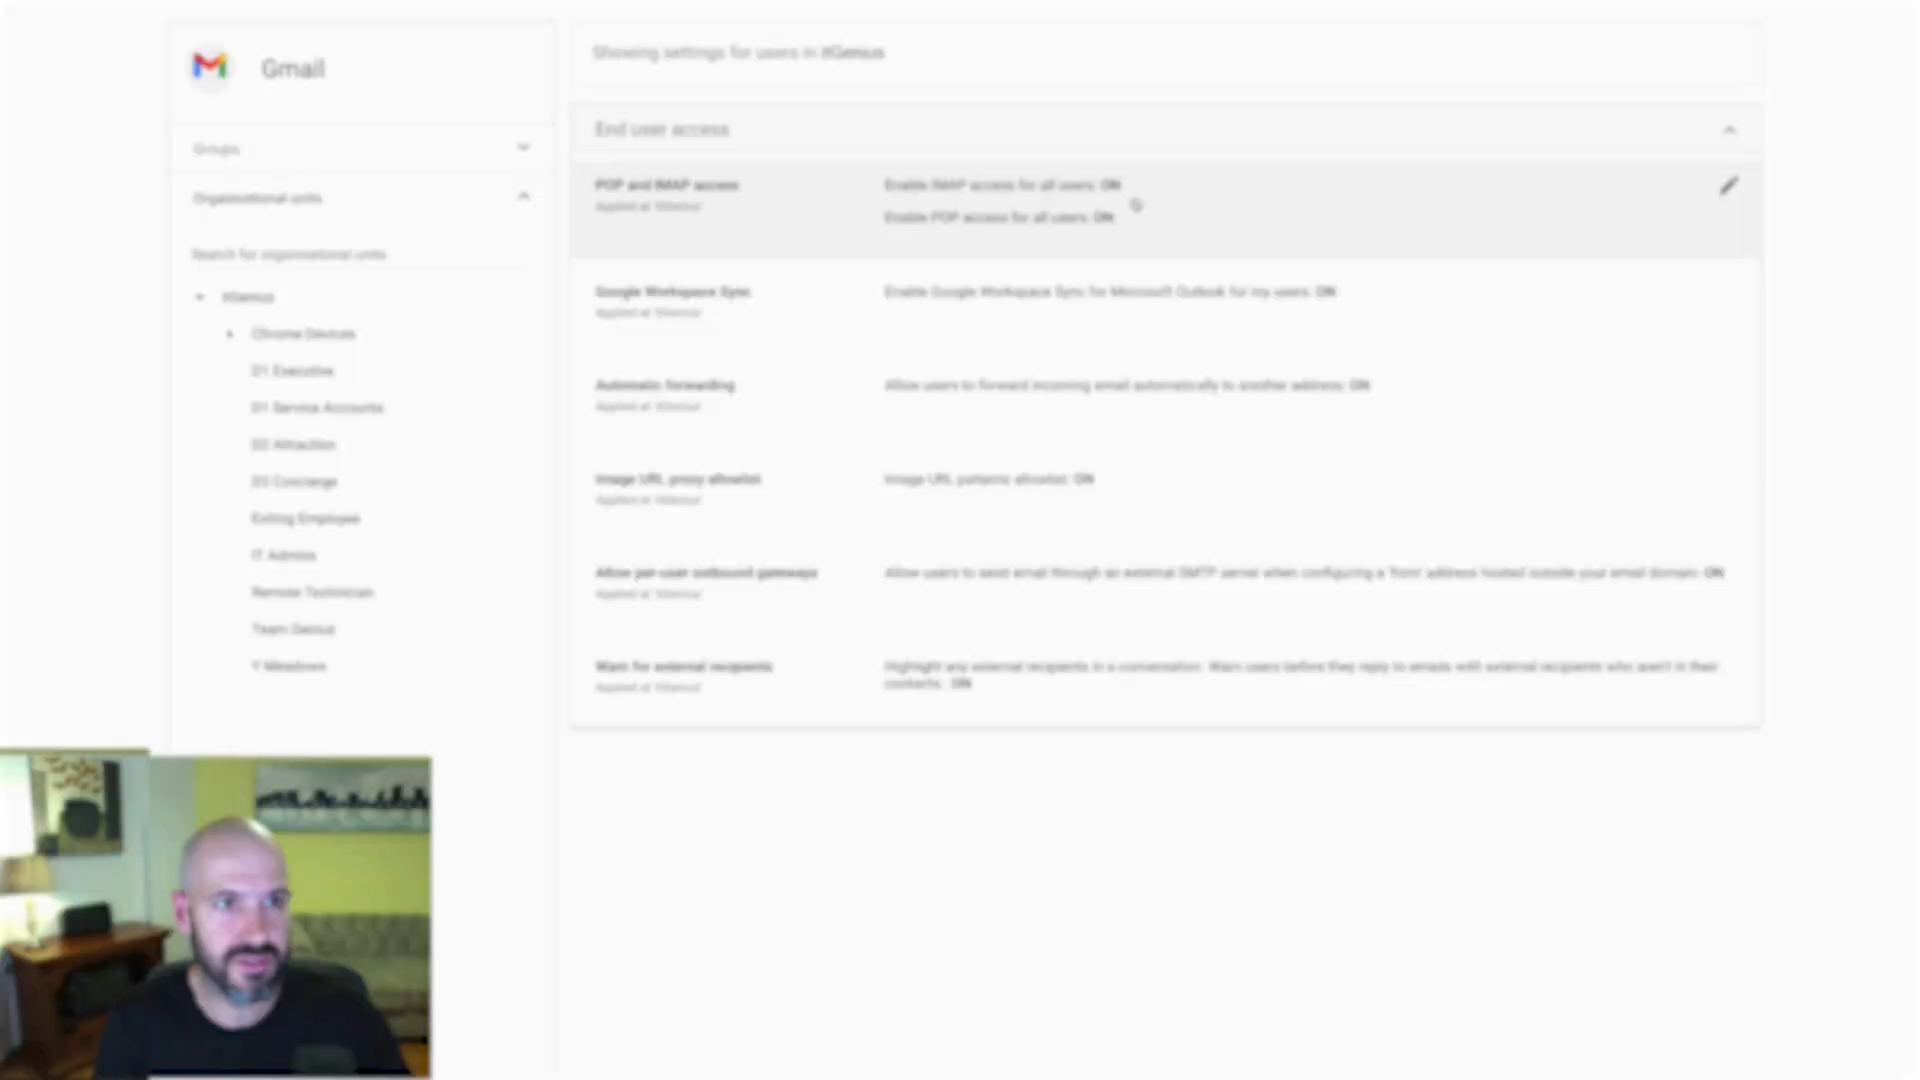 Gmail
Showing settings for users in itGenius
End user access
Groups
Organisational units
Search for organisational units
itGenius
Chrome Devices
D1 Executive
D1 Service Accounts
D2 Attraction
D3 Concierge
Exiting Employee
IT Admins
Remote Technician
Team Genius
Y Meadows
POP and IMAP access
Applied at 'itGenius'
Enable IMAP access for all users: ON
Enable POP access for all users: ON
Google Workspace Sync
Applied at 'itGenius'
Enable Google Workspace Sync for Microsoft Outlook for my users: ON
Automatic forwarding
Applied at 'itGenius'
Allow users to forward incoming email automatically to another address: ON
Image URL proxy allowlist
Applied at 'itGenius'
Image URL patterns allowlist: ON
Allow per-user outbound gateways
Applied at 'itGenius'
Allow users to send email through an external SMTP server when configuring a 'from' address hosted outside your email domain: ON
Warn for external recipients
Applied at 'itGenius'
Highlight any external recipients in a conversation. Warn users before they reply to emails with external recipients who aren't in their
contacts.: ON